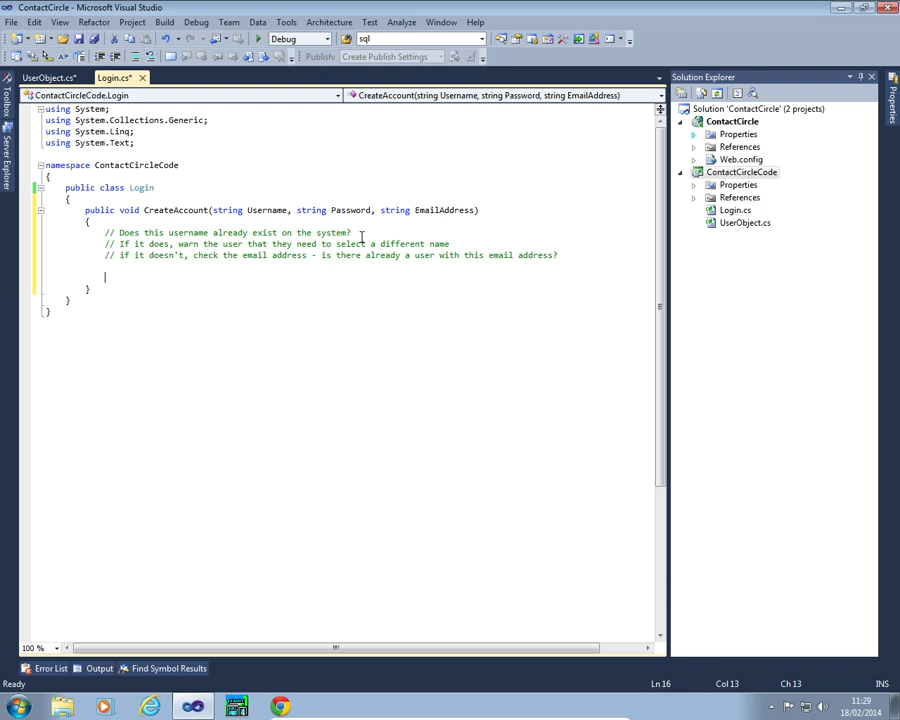 ContactCircle - Microsoft Visual Studio
File Edit View Refactor Project Build Debug Team Data Tools Architecture Test Analyze Window Help
Debug sql
Publish: Create Publish Settings
UserObject.cs* Login.cs* Solution Explorer
ContactCircleCode.Login CreateAccount(string Username, string Password, string EmailAddress)
using System;
using System.Collections.Generic;
using System.Linq;
using System.Text;
namespace ContactCircleCode
{
public class Login
{
public void CreateAccount(string Username, string Password, string EmailAddress)
{
// Does this username already exist on the system?
// If it does, warn the user that they need to select a different name
// if it doesn't, check the email address - is there already a user with this email address?
}
}
}
Solution 'ContactCircle' (2 projects)
ContactCircle
Properties
References
Web.config
ContactCircleCode
Properties
References
Login.cs
UserObject.cs
Toolbox
Server Explorer
Properties
100 %
Error List Output Find Symbol Results
Ready Ln 16 Col 13 Ch 13 INS
11:29
18/02/2014